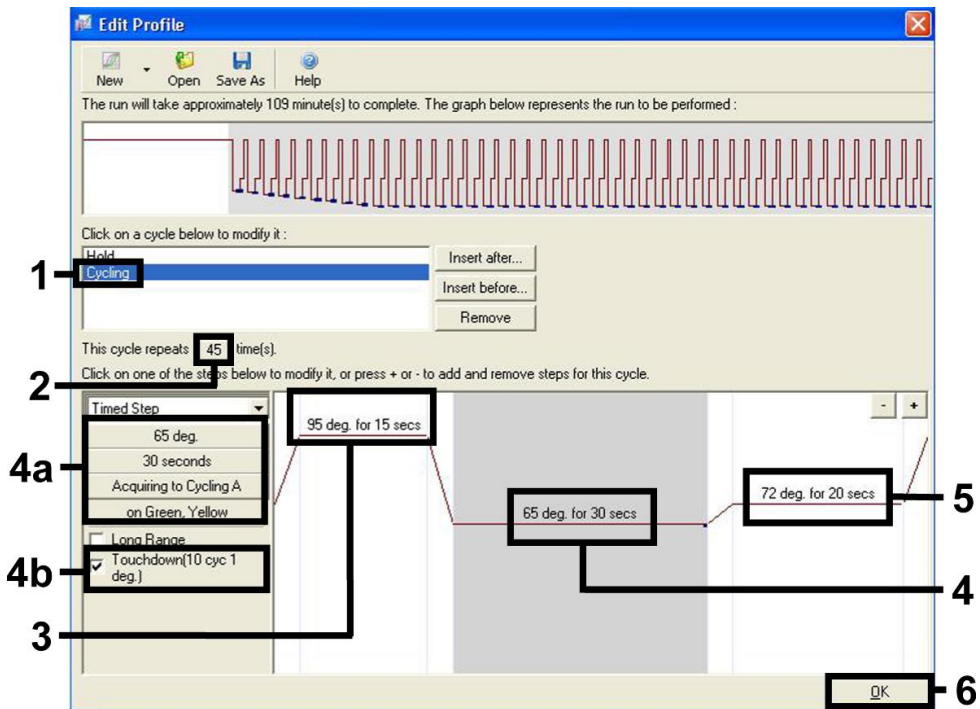 Edit Profile
New Open Save As Help
The run will take approximately 109 minute(s) to complete. The graph below represents the run to be performed :
Click on a cycle below to modify it :
Hold
1 Cycling
Insert after...
Insert before...
Remove
This cycle repeats 45 time(s).
2
Click on one of the steps below to modify it, or press + or - to add and remove steps for this cycle.
Timed Step
- +
4a
65 deg.
30 seconds
Acquiring to Cycling A
on Green, Yellow
Long Range
4b
Touchdown(10 cyc 1
deg.)
95 deg. for 15 secs
3
65 deg. for 30 secs
4
72 deg. for 20 secs
5
OK
6